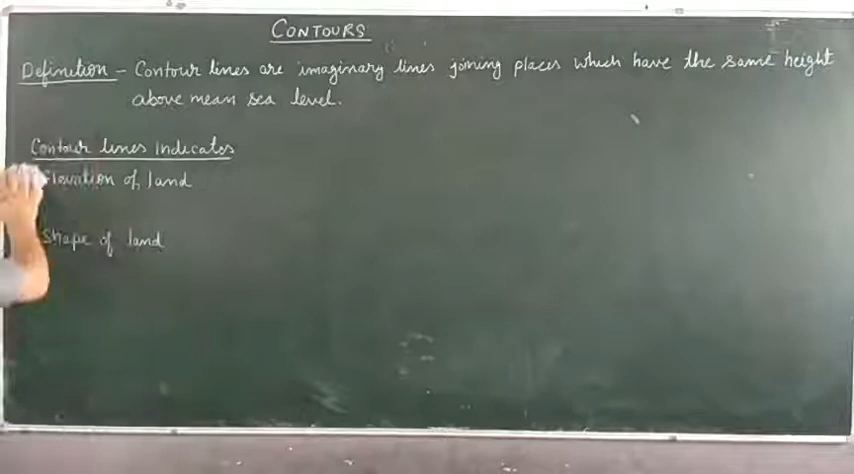 CONTOURS
Definition - Contour lines are imaginary lines joining places which have the same height
above mean sea level.
Contour lines indicates
Elevation of land
Shape of land